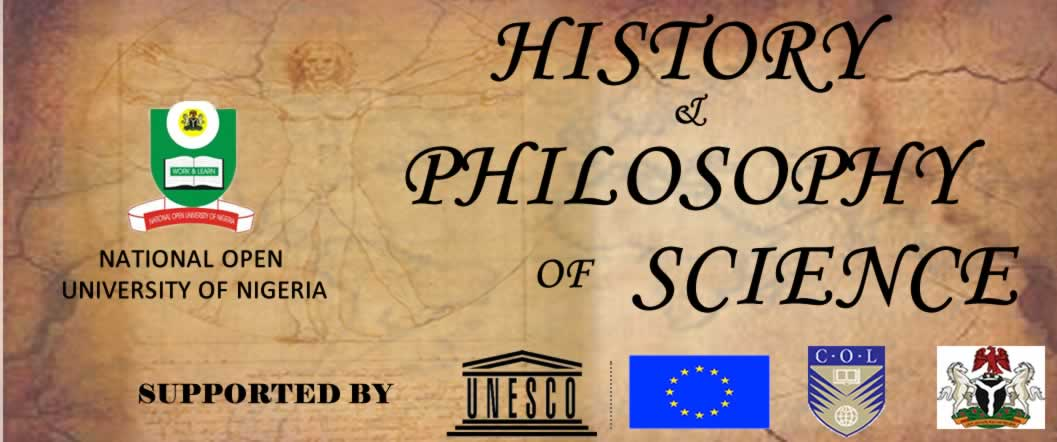 HISTORY
&
PHILOSOPHY
OF SCIENCE
WORK & LEARN
NATIONAL OPEN UNIVERSITY OF NIGERIA
NATIONAL OPEN
UNIVERSITY OF NIGERIA
SUPPORTED BY
UNESCO
C·O·L